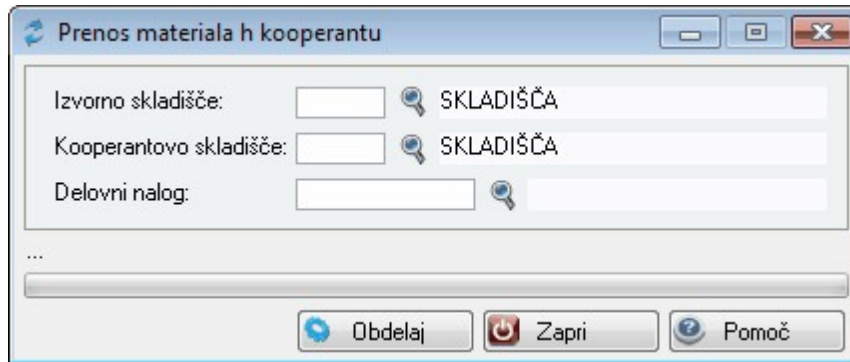 Prenos materiala h kooperantu
Izvorno skladišče: SKLADIŠČA
Kooperantovo skladišče: SKLADIŠČA
Delovni nalog:
...
Obdelaj Zapri Pomoč